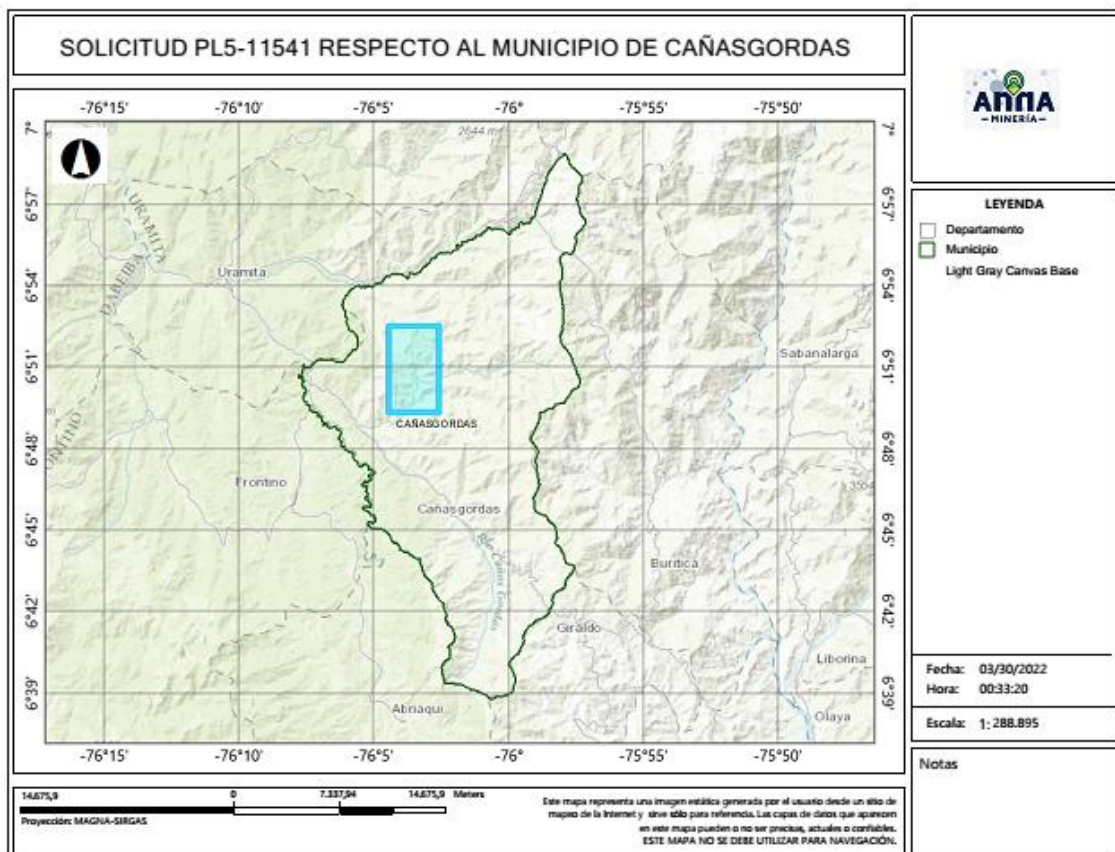 SOLICITUD PL5-11541 RESPECTO AL MUNICIPIO DE CAÑASGORDAS
ANNA
-MINERÍA-
-76°15' -76°10' -76°5' -76° -75°55' -75°50'
7° 7°
2644 m
6°57' 6°57'
URAMITA
DABEIBA
Uramita
6°54' 6°54'
6°51' 6°51'
Sabanalarga
CAÑASGORDAS
6°48' 6°48'
Frontino
Cañasgordas
6°45' 6°45'
Buriticá
6°42' 6°42'
Giraldo
Liborina
6°39' 6°39'
Abriaquí
Olaya
-76°15' -76°10' -76°5' -76° -75°55' -75°50'
LEYENDA
Departamento
Municipio
Light Gray Canvas Base
Fecha: 03/30/2022
Hora: 00:33:20
Escala: 1: 288.895
Notas
14.675,9 0 7.337,94 14.675,9 Meters
Proyección: MAGNA-SIRGAS
Este mapa representa una imagen estática generada por el usuario desde un sitio de
mapeo de la Internet y sirve sólo para referencia. Las capas de datos que aparecen
en este mapa pueden o no ser precisas, actuales o confiables.
ESTE MAPA NO SE DEBE UTILIZAR PARA NAVEGACIÓN.